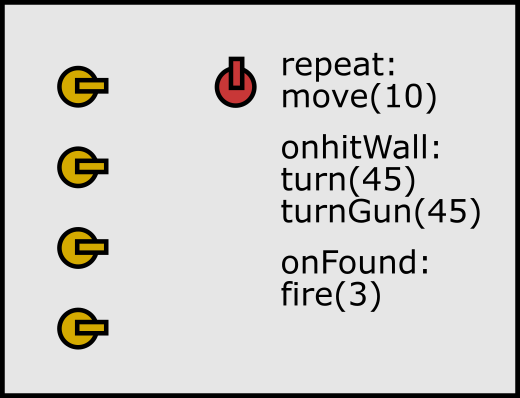 repeat:
move(10)
onhitWall:
turn(45)
turnGun(45)
onFound:
fire(3)